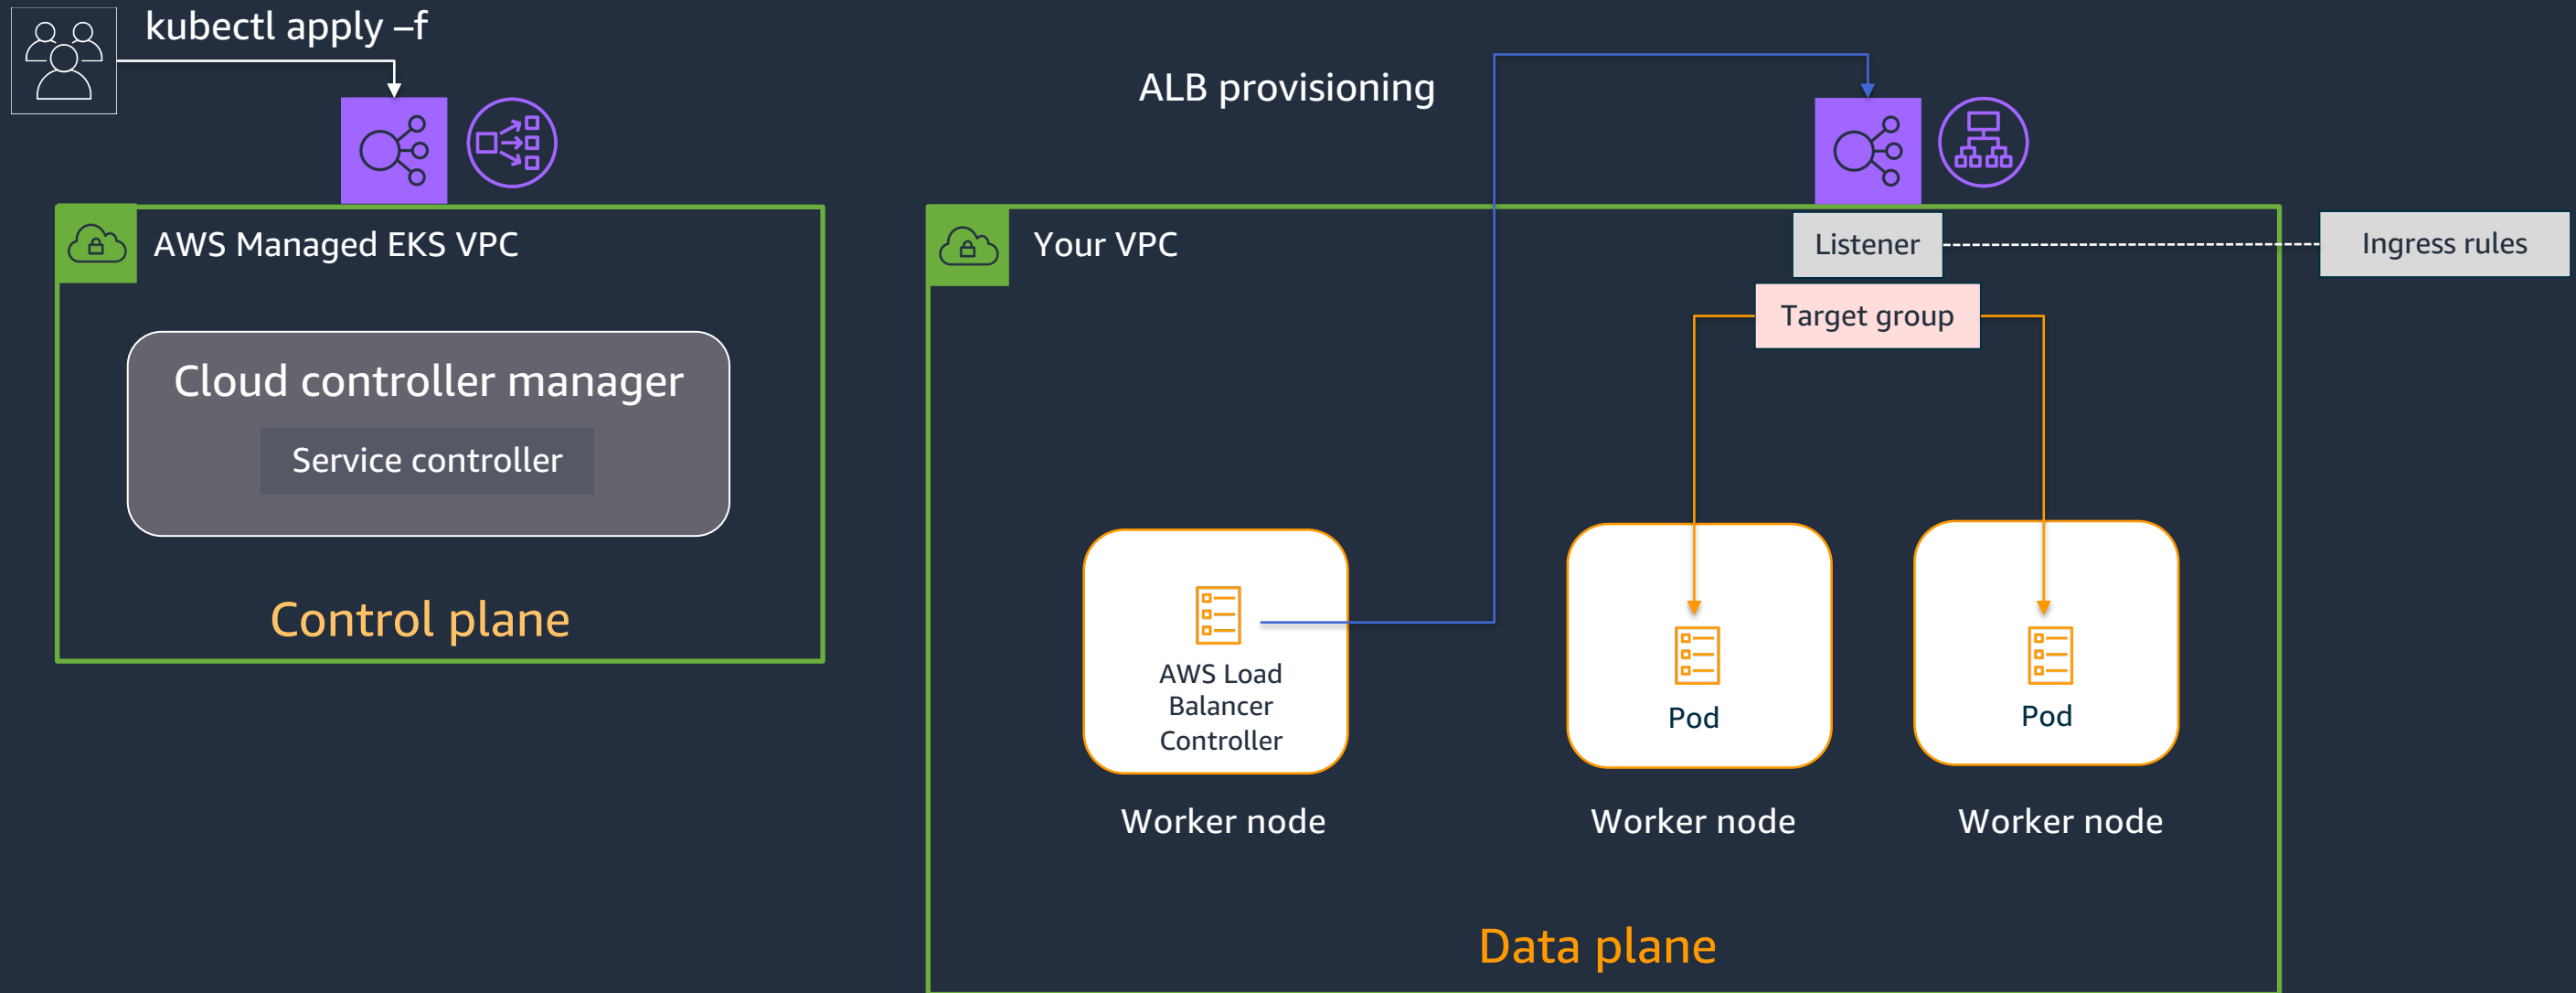 kubectl apply –f
ALB provisioning
AWS Managed EKS VPC
Cloud controller manager
Service controller
Control plane
Your VPC
Listener
Ingress rules
Target group
AWS Load
Balancer
Controller
Pod
Pod
Worker node
Worker node
Worker node
Data plane